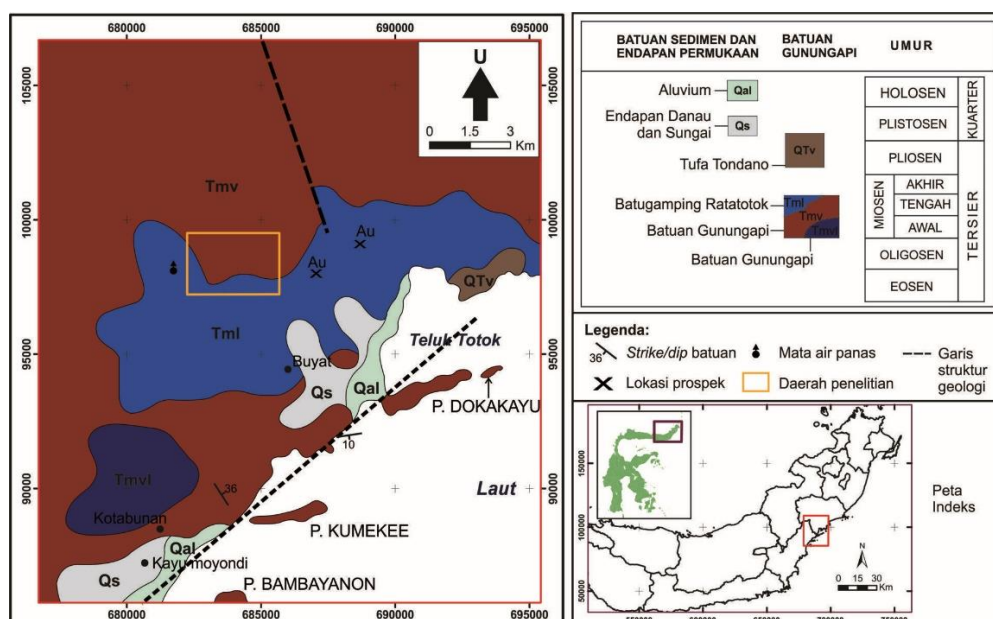 680000 685000 690000 695000
105000
100000
95000
90000
U
0 1.5 3
Km
Tmv
Au
Au
QTv
Tml
Teluk Totok
Buyat
Qs
Qal
P. DOKAKAYU
10
Tmvl
36
Laut
Kotabunan
P. KUMEKEE
Qal
Kayumoyondi
Qs
P. BAMBAYANON
680000 685000 690000 695000
BATUAN SEDIMEN DAN ENDAPAN PERMUKAAN
BATUAN GUNUNGAPI
UMUR
Aluvium
Qal
Endapan Danau
dan Sungai
Qs
QTv
Tufa Tondano
Batugamping Ratatotok
Tml
Tmv
Tmvl
Batuan Gunungapi
Batuan Gunungapi
HOLOSEN
PLISTOSEN
KUARTER
PLIOSEN
MIOSEN
AKHIR
TENGAH
AWAL
OLIGOSEN
EOSEN
TERSIER
Legenda:
36 Strike/dip batuan
Mata air panas
Garis
struktur
geologi
Lokasi prospek
Daerah penelitian
150000
100000
50000
N
0 15 30
KM
Peta
Indeks